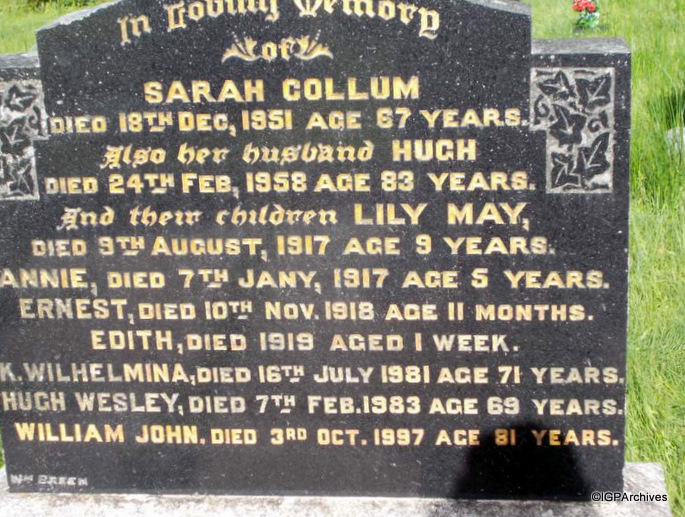 In Loving Memory
of
SARAH COLLUM
DIED 18TH DEC, 1951 AGE 67 YEARS.
Also her husband HUGH
DIED 24TH FEB, 1958 AGE 83 YEARS.
And their children LILY MAY,
DIED 9TH AUGUST, 1917 AGE 9 YEARS.
ANNIE, DIED 7TH JANY, 1917 AGE 5 YEARS.
ERNEST, DIED 10TH NOV. 1918 AGE 11 MONTHS.
EDITH, DIED 1919 AGED 1 WEEK.
K. WILHELMINA, DIED 16TH JULY 1981 AGE 71 YEARS.
HUGH WESLEY, DIED 7TH FEB. 1983 AGE 69 YEARS.
WILLIAM JOHN, DIED 3RD OCT. 1997 AGE 81 YEARS.
WM BREEN
©IGPArchives